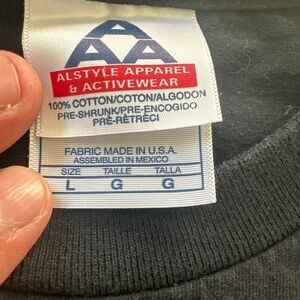 AAA
ALSTYLE APPAREL
& ACTIVEWEAR
100% COTTON/COTON/ALGODON
PRE-SHRUNK/PRE-ENCOGIDO
PRÉ-RÉTRÉCI
FABRIC MADE IN U.S.A.
ASSEMBLED IN MEXICO
SIZE TAILLE TALLA
L G G